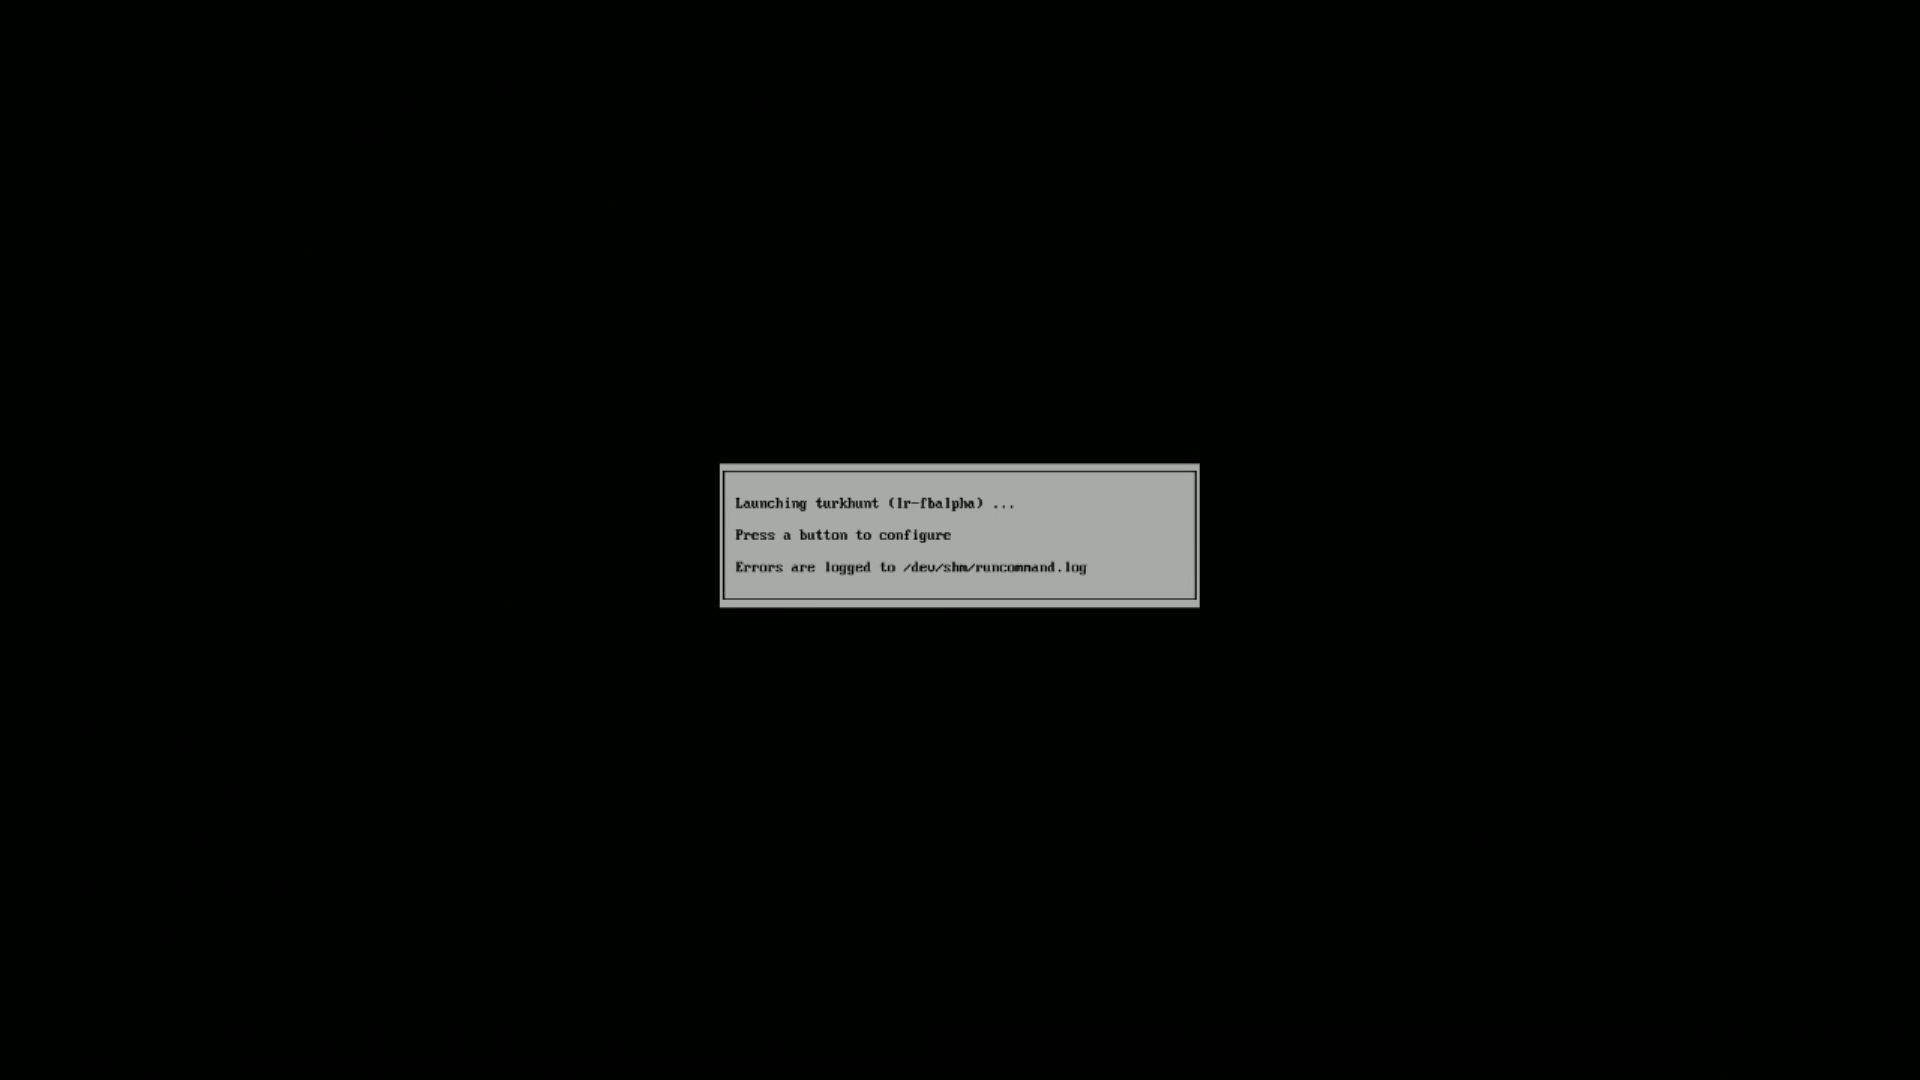 Launching turkhunt (lr-fbalpha) ...
Press a button to configure
Errors are logged to /dev/shm/runcommand.log